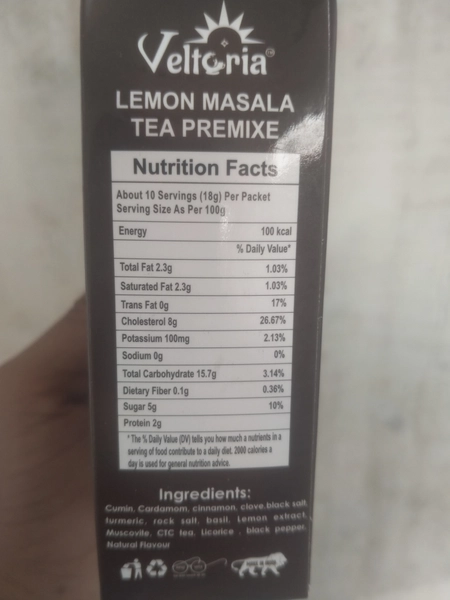 Veltoria
LEMON MASALA
TEA PREMIXE
Nutrition Facts
About 10 Servings (18g) Per Packet
Serving Size As Per 100g
Energy 100 kcal
% Daily Value*
Total Fat 2.3g 1.03%
Saturated Fat 2.3g 1.03%
Trans Fat 0g 17%
Cholesterol 8g 26.67%
Potassium 100mg 2.13%
Sodium 0g 0%
Total Carbohydrate 15.7g 3.14%
Dietary Fiber 0.1g 0.36%
Sugar 5g 10%
Protein 2g
*The % Daily Value (DV) tells you how much a nutrients in a
serving of food contribute to a daily diet. 2000 calories a
day is used for general nutrition advice.
Ingredients:
Cumin, Cardamom, cinnamon, clove,black salt,
turmeric, rock salt, basil, Lemon extract,
Muscovite, CTC tea, Licorice , black pepper,
Natural Flavour